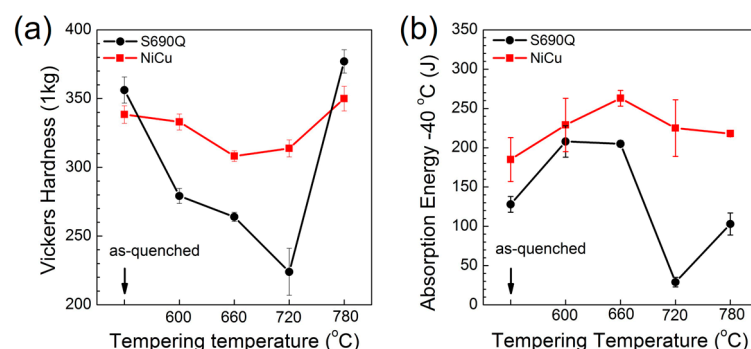 (a)
S690Q
NiCu
Vickers Hardness (1kg)
400
350
300
250
200
as-quenched
600
660
720
780
Tempering temperature (°C)
(b)
S690Q
NiCu
Absorption Energy -40 °C (J)
350
300
250
200
150
100
50
0
as-quenched
600
660
720
780
Tempering Temperature (°C)